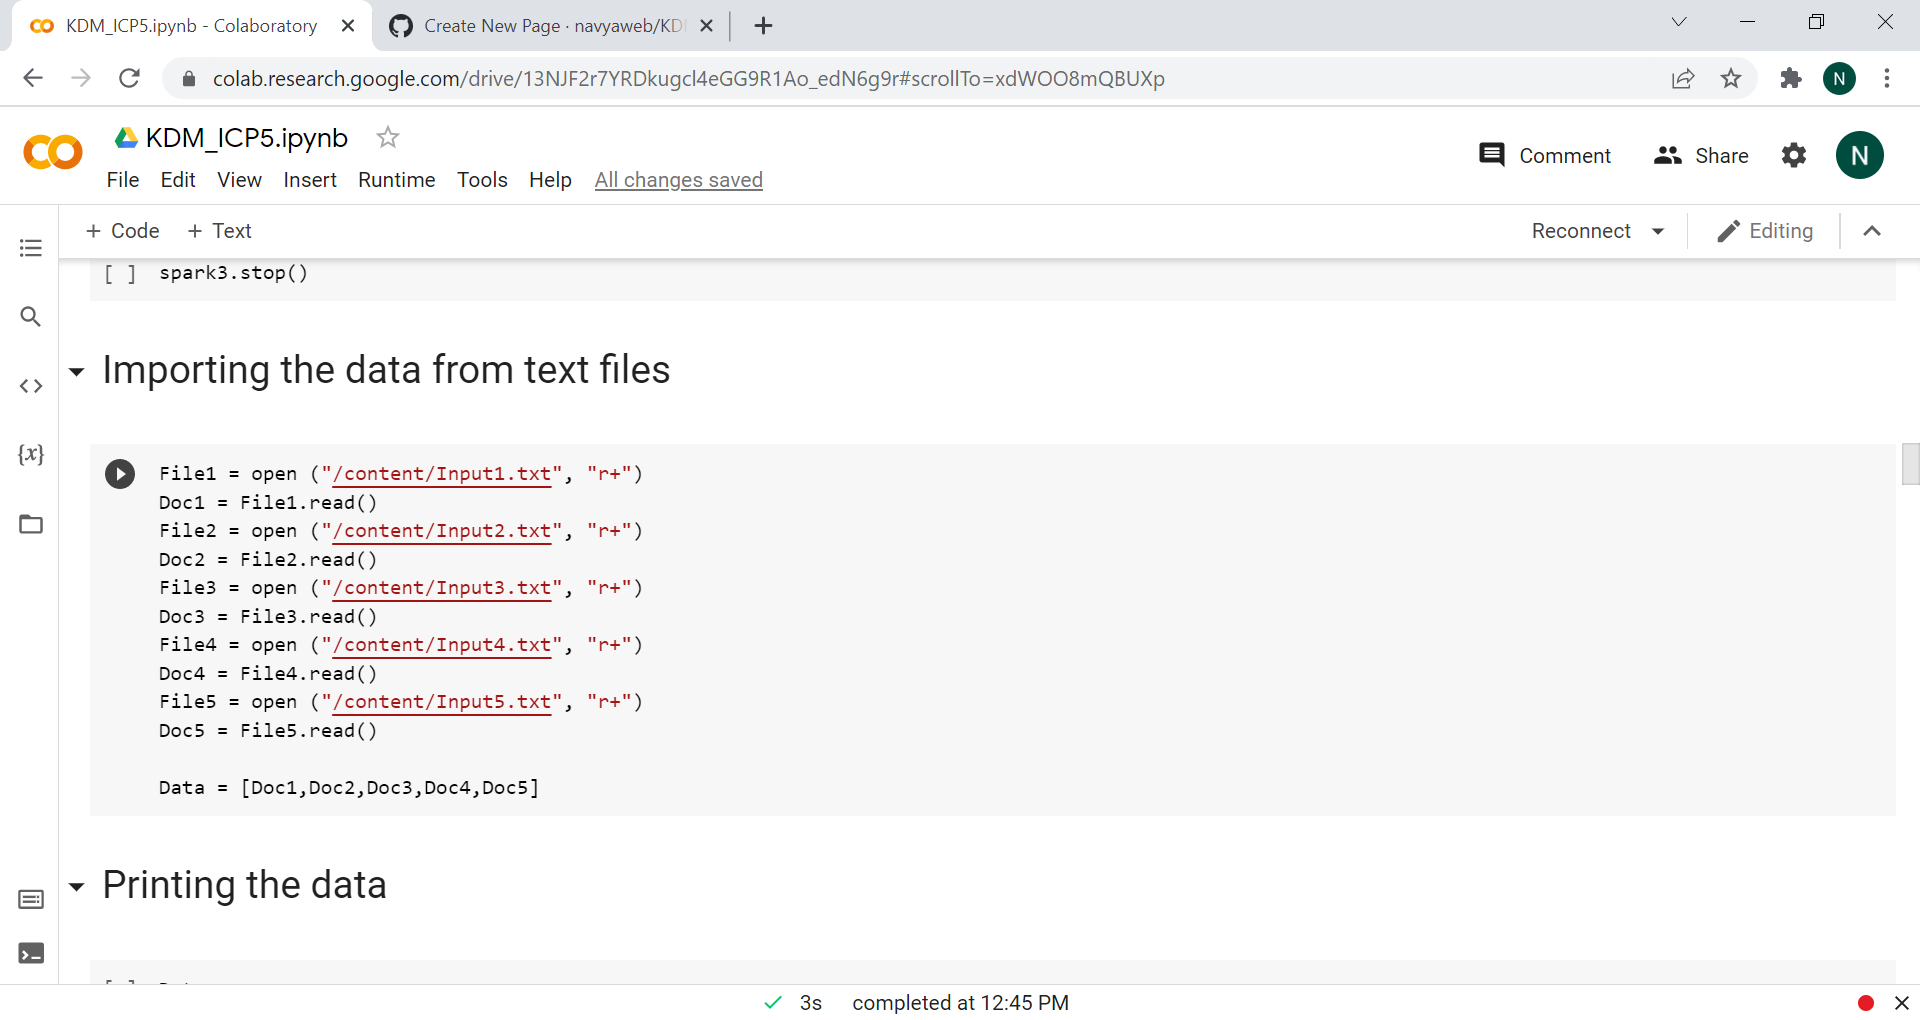 KDM_ICP5.ipynb - Colaboratory
Create New Page · navyaweb/KD
colab.research.google.com/drive/13NJF2r7YRDkugcl4eGG9R1Ao_edN6g9r#scrollTo=xdWOO8mQBUXp
N
KDM_ICP5.ipynb
Comment
Share
N
File Edit View Insert Runtime Tools Help All changes saved
+ Code + Text
Reconnect
Editing
[ ] spark3.stop()
Importing the data from text files
File1 = open ("/content/Input1.txt", "r+")
Doc1 = File1.read()
File2 = open ("/content/Input2.txt", "r+")
Doc2 = File2.read()
File3 = open ("/content/Input3.txt", "r+")
Doc3 = File3.read()
File4 = open ("/content/Input4.txt", "r+")
Doc4 = File4.read()
File5 = open ("/content/Input5.txt", "r+")
Doc5 = File5.read()
Data = [Doc1,Doc2,Doc3,Doc4,Doc5]
Printing the data
3s completed at 12:45 PM